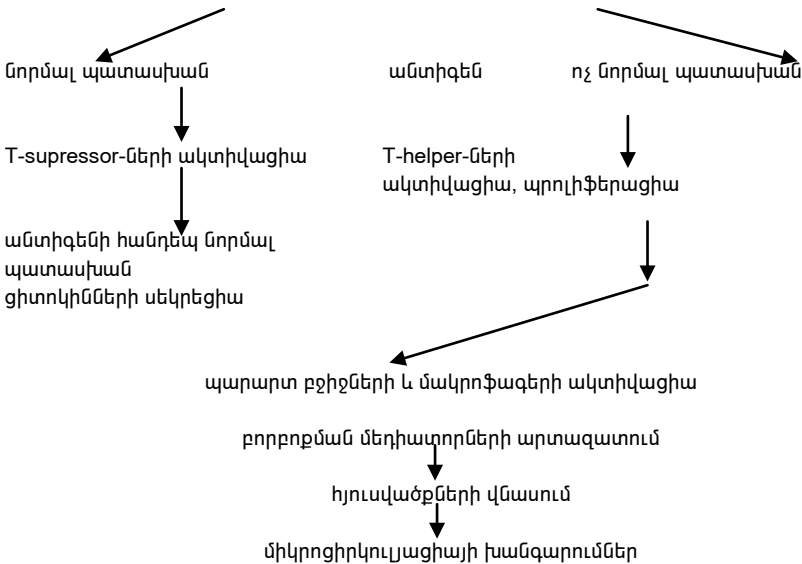 նորմալ պատասխան անտիգեն ոչ նորմալ պատասխան
T-supressor-ների ակտիվացիա T-helper-ների
ակտիվացիա, պրոլիֆերացիա
անտիգենի հանդեպ նորմալ
պատասխան
ցիտոկինների սեկրեցիա
պարարտ բջիջների և մակրոֆագերի ակտիվացիա
բորբոքման մեդիատորների արտազատում
հյուսվածքների վնասում
միկրոցիրկուլյացիայի խանգարումներ